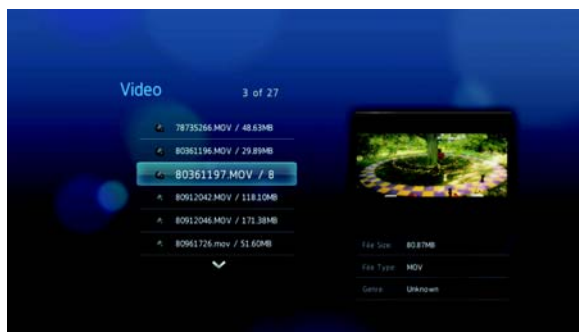 Video
3 of 27
78735266.MOV / 48.63MB
80361196.MOV / 29.89MB
80361197.MOV / 8
80912042.MOV / 118.10MB
80912046.MOV / 171.38MB
80961726.mov / 51.60MB
File Size: 80.87MB
File Type: MOV
Genre: Unknown